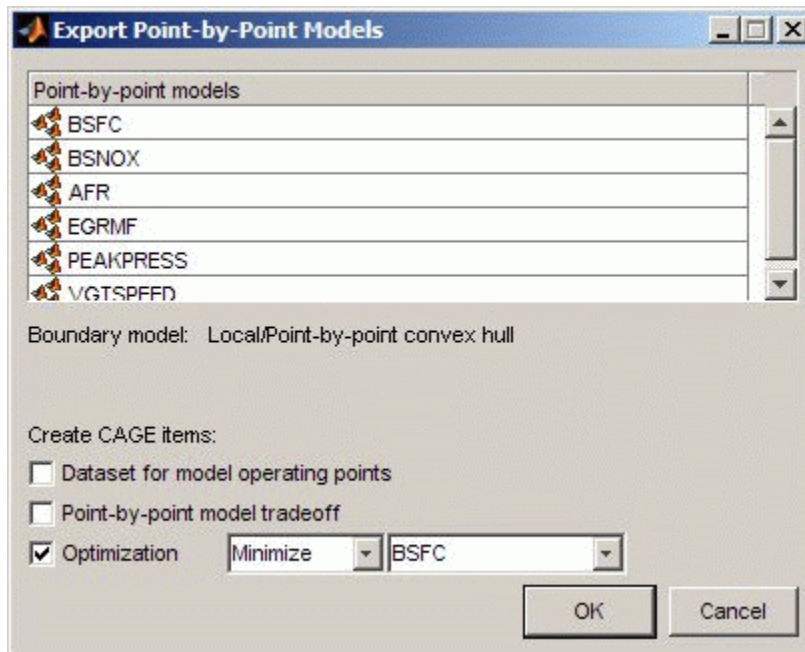 Export Point-by-Point Models
Point-by-point models
BSFC
BSNOX
AFR
EGRMF
PEAKPRESS
VGTSPEED
Boundary model: Local/Point-by-point convex hull
Create CAGE items:
Dataset for model operating points
Point-by-point model tradeoff
Optimization Minimize BSFC
OK Cancel